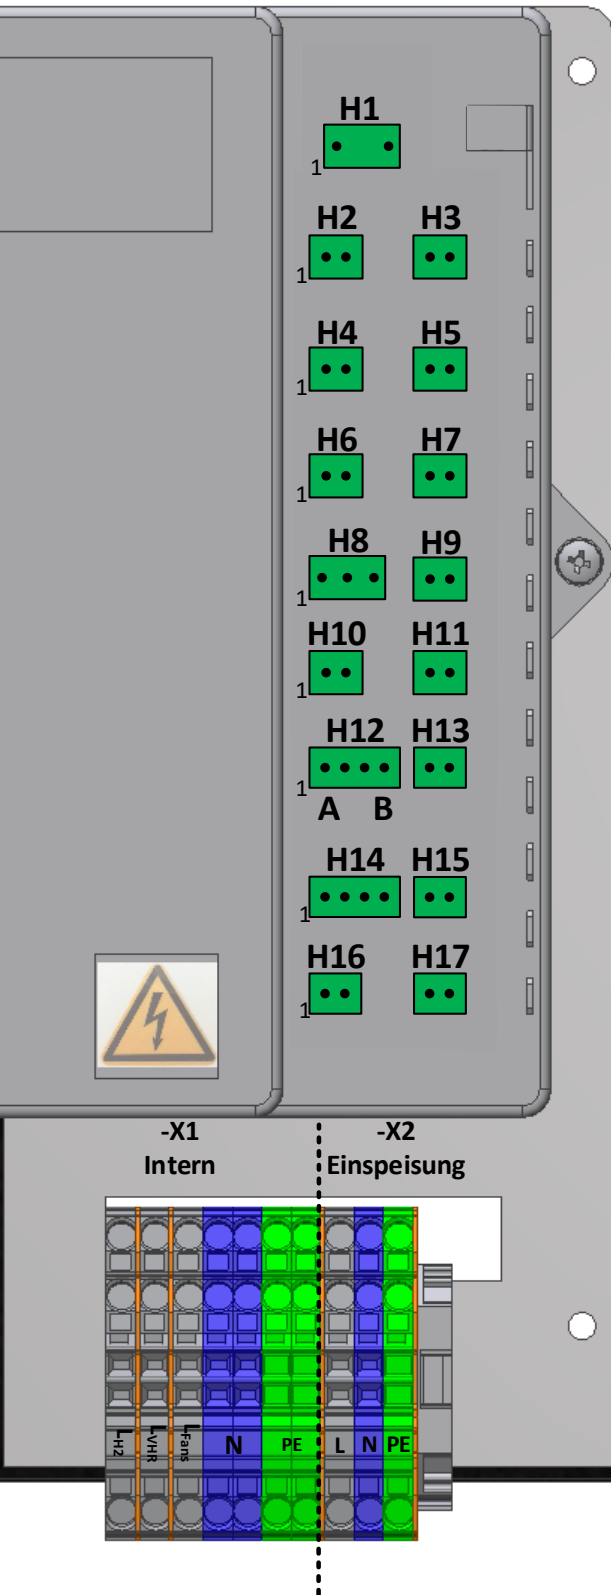 H1
1
H2 H3
1
H4 H5
1
H6 H7
1
H8 H9
1
H10 H11
1
H12 H13
1
A B
H14 H15
1
H16 H17
1
-X1 -X2
Intern Einspeisung
LH2 LVHR LFans N PE L N PE